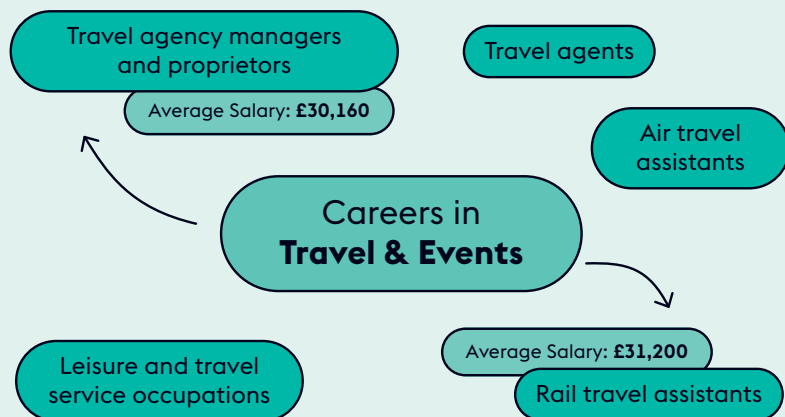 Travel agency managers
and proprietors
Average Salary: £30,160
Travel agents
Air travel
assistants
Careers in
Travel & Events
Leisure and travel
service occupations
Average Salary: £31,200
Rail travel assistants